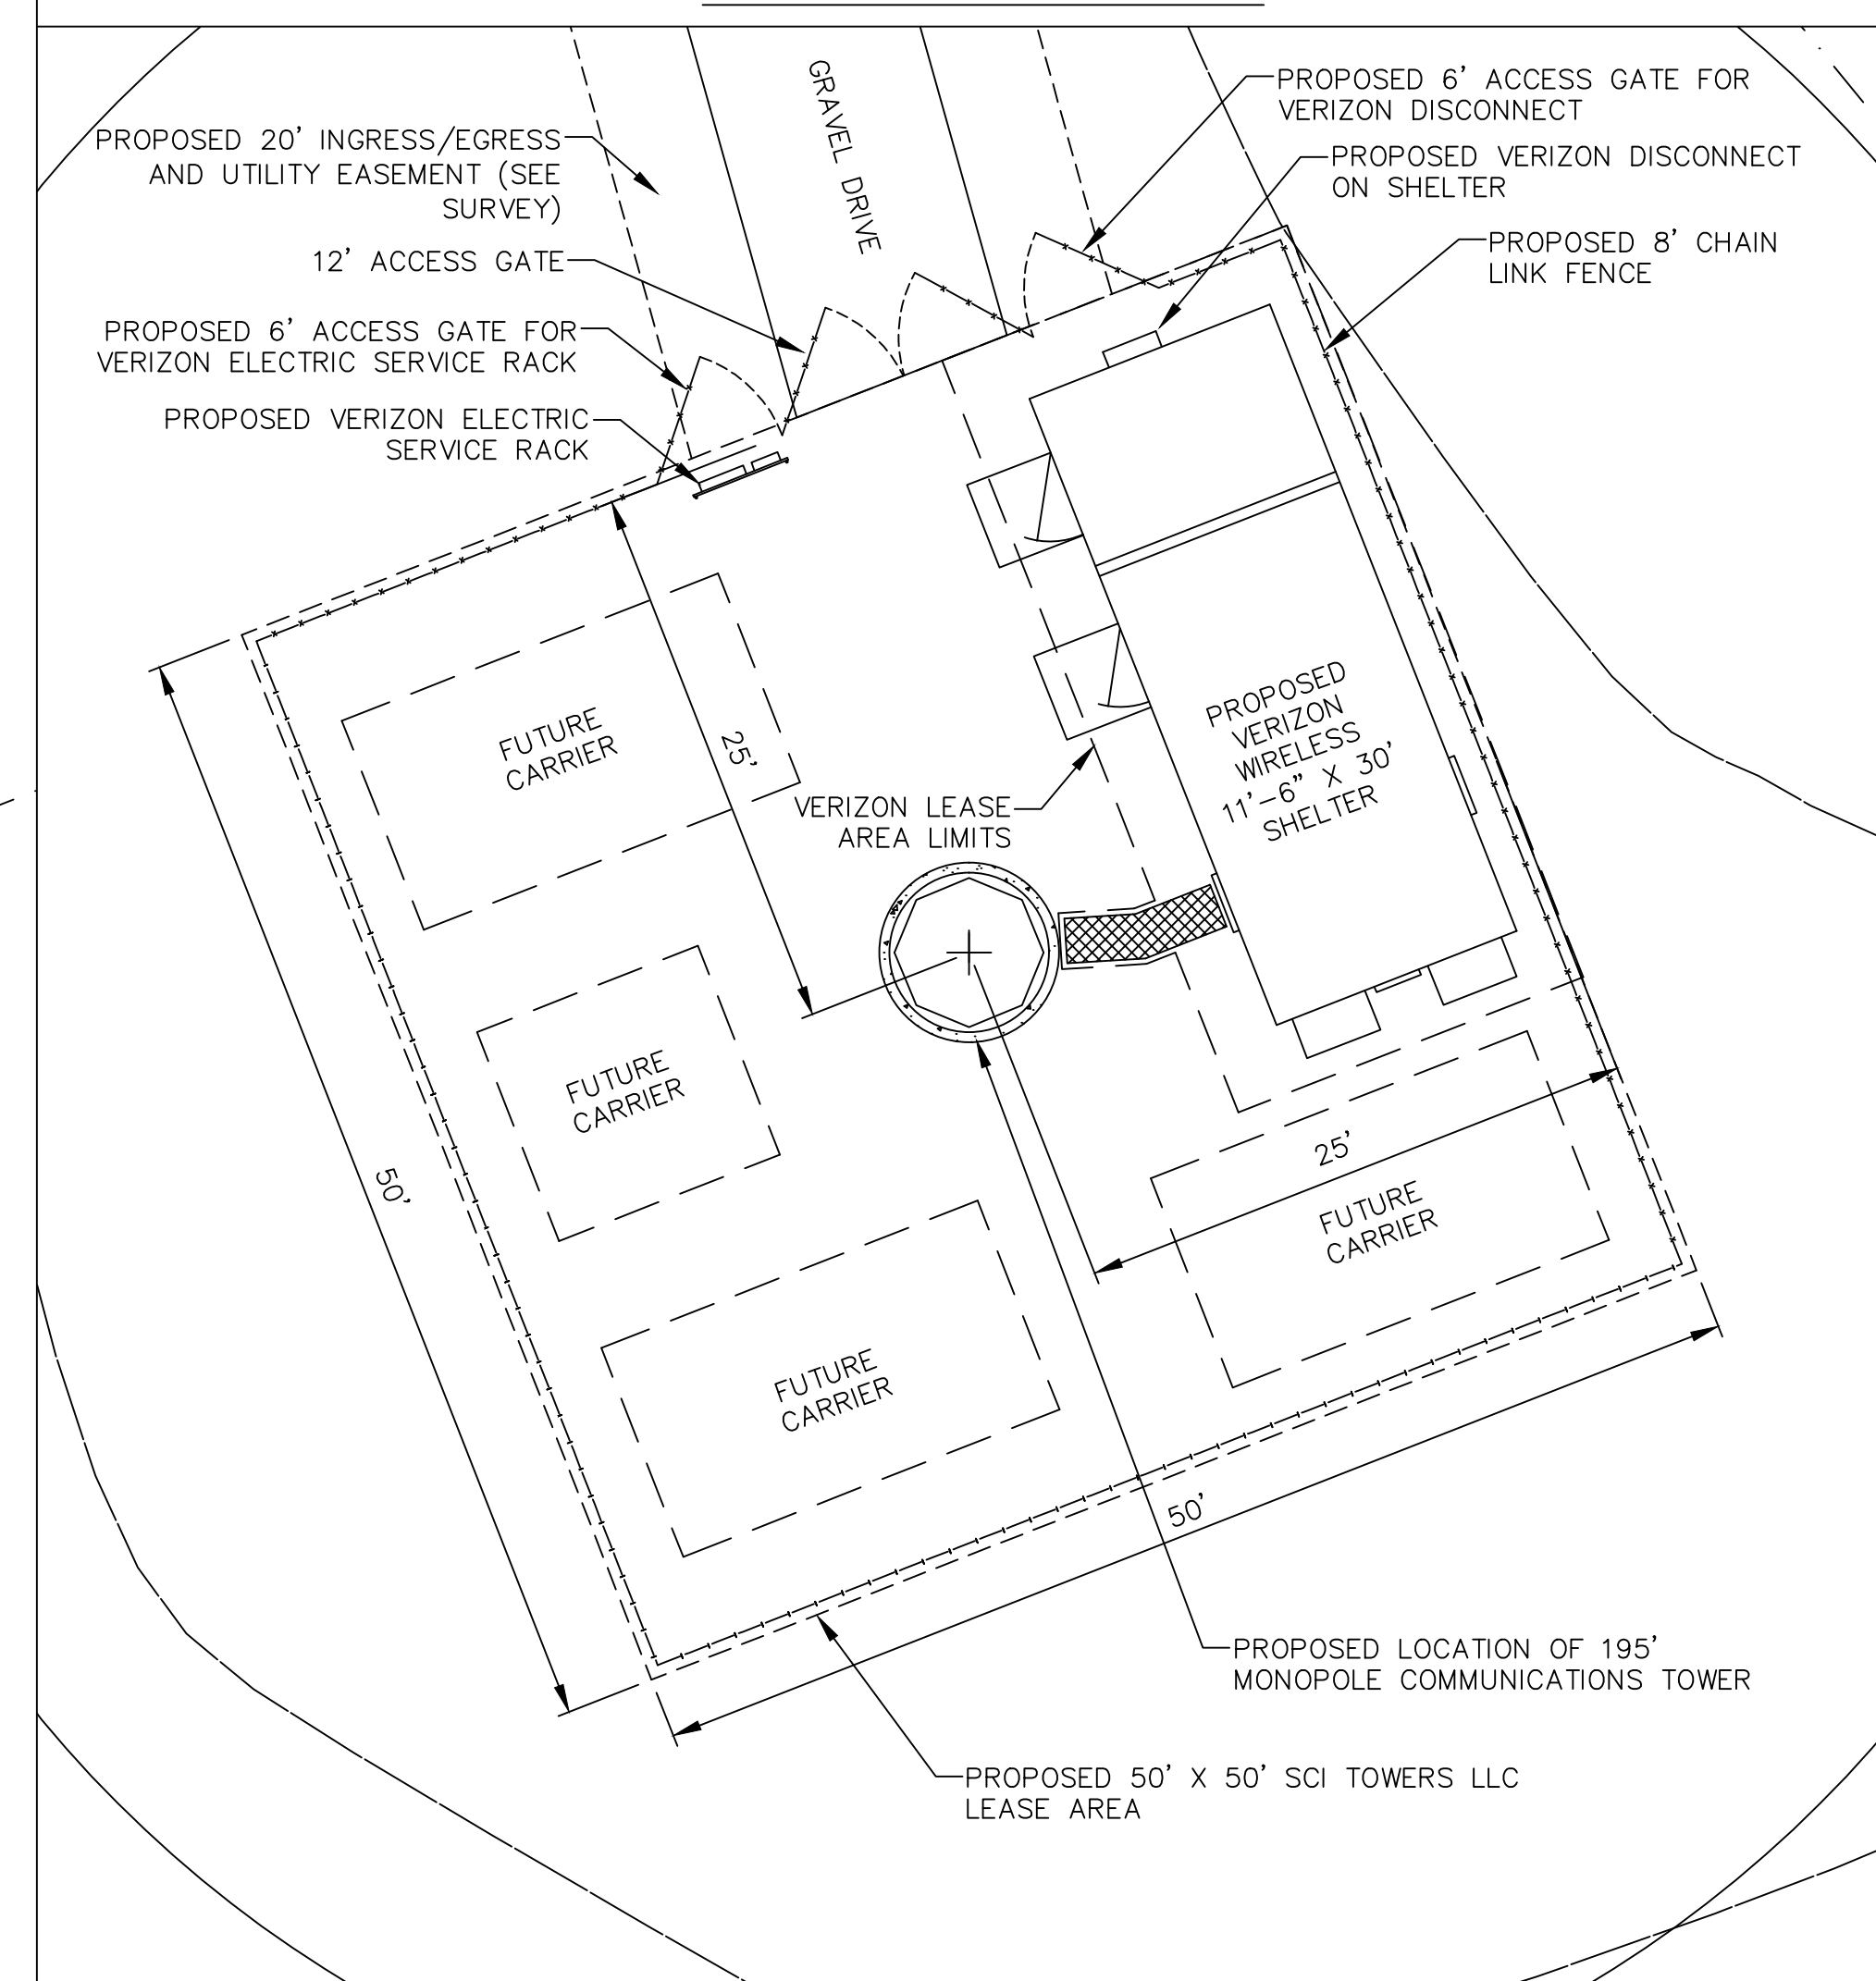 PROPOSED 20' INGRESS/EGRESS
AND UTILITY EASEMENT (SEE
SURVEY)
12' ACCESS GATE
PROPOSED 6' ACCESS GATE FOR
VERIZON ELECTRIC SERVICE RACK
PROPOSED VERIZON ELECTRIC
SERVICE RACK
GRAVEL DRIVE
PROPOSED 6' ACCESS GATE FOR
VERIZON DISCONNECT
PROPOSED VERIZON DISCONNECT
ON SHELTER
PROPOSED 8' CHAIN
LINK FENCE
FUTURE
CARRIER
25'
PROPOSED
VERIZON
WIRELESS
11'-6" X 30'
SHELTER
VERIZON LEASE
AREA LIMITS
FUTURE
CARRIER
50'
25'
FUTURE
CARRIER
FUTURE
CARRIER
50'
PROPOSED LOCATION OF 195'
MONOPOLE COMMUNICATIONS TOWER
PROPOSED 50' X 50' SCI TOWERS LLC
LEASE AREA